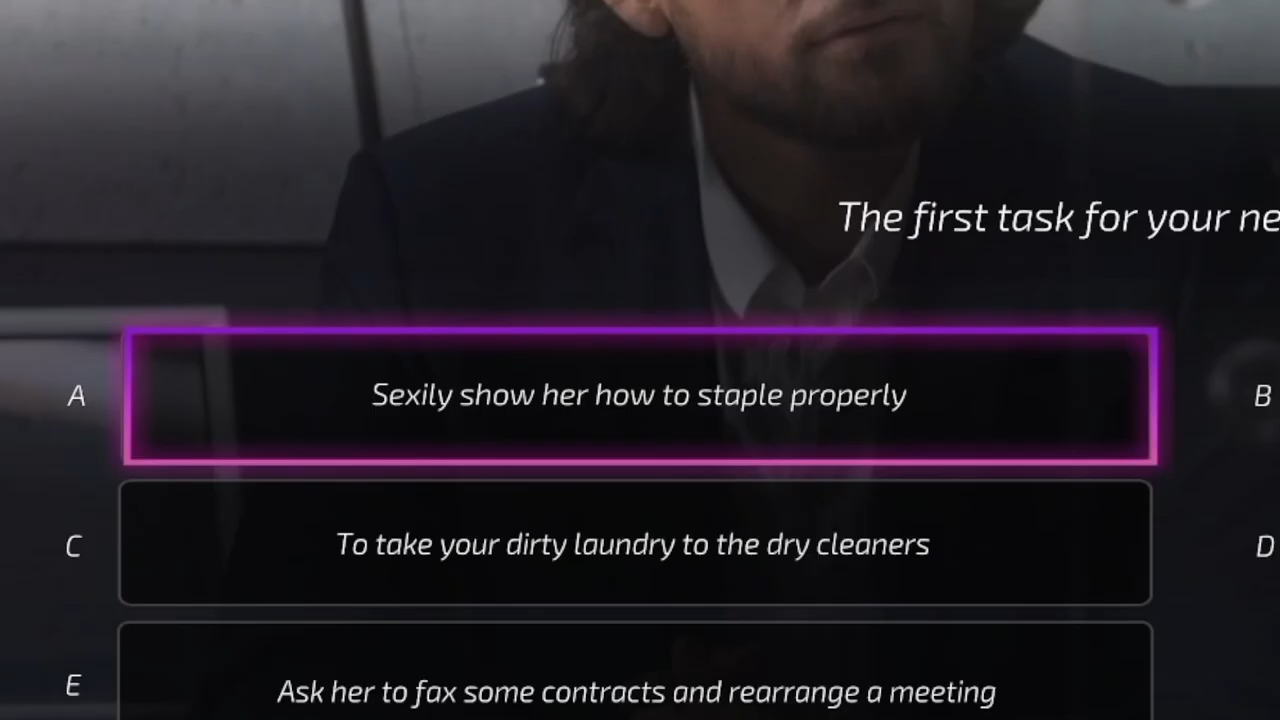 The first task for your
A
Sexily show her how to staple properly
B
C
To take your dirty laundry to the dry cleaners
D
E
Ask her to fax some contracts and rearrange a meeting